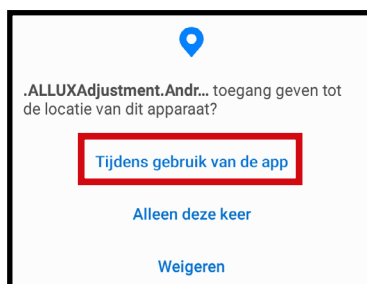 .ALLUXAdjustment.Andr... toegang geven tot
de locatie van dit apparaat?
Tijdens gebruik van de app
Alleen deze keer
Weigeren